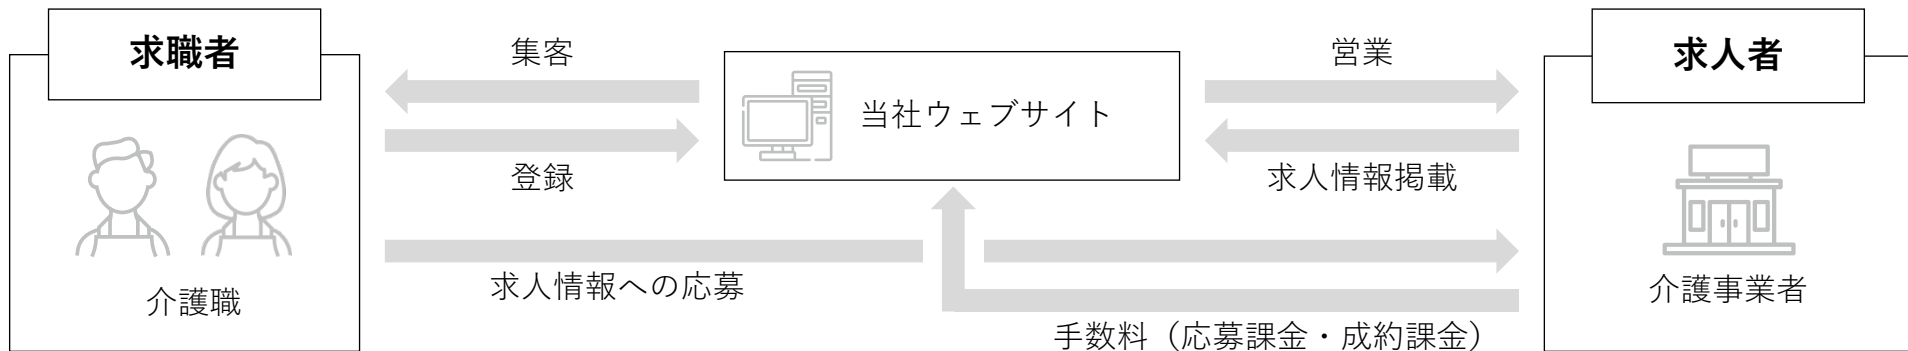 求職者
集客
営業
求人者
当社ウェブサイト
登録
求人情報掲載
求人情報への応募
介護職
介護事業者
手数料（応募課金・成約課金）